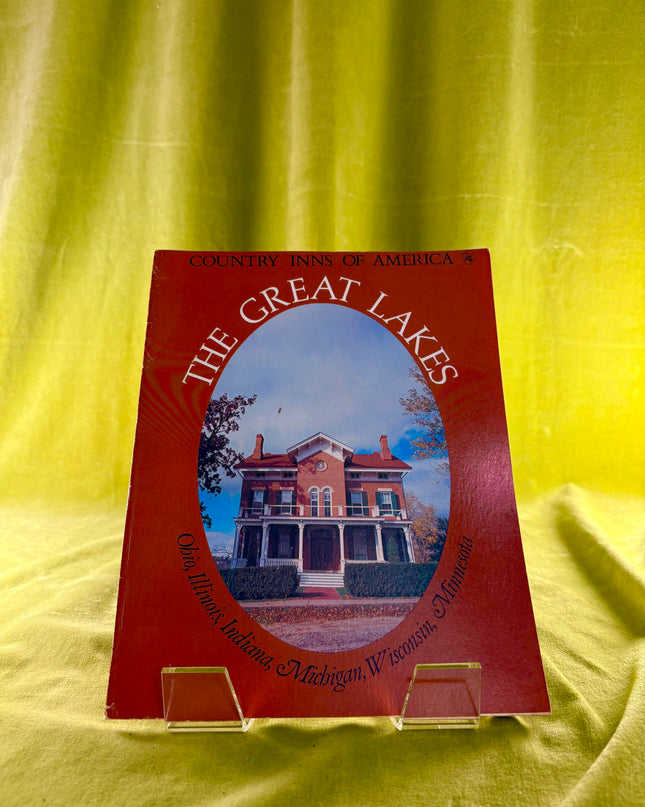 COUNTRY INNS OF AMERICA
THE GREAT LAKES
Ohio, Illinois, Indiana, Michigan, Wisconsin, Minnesota